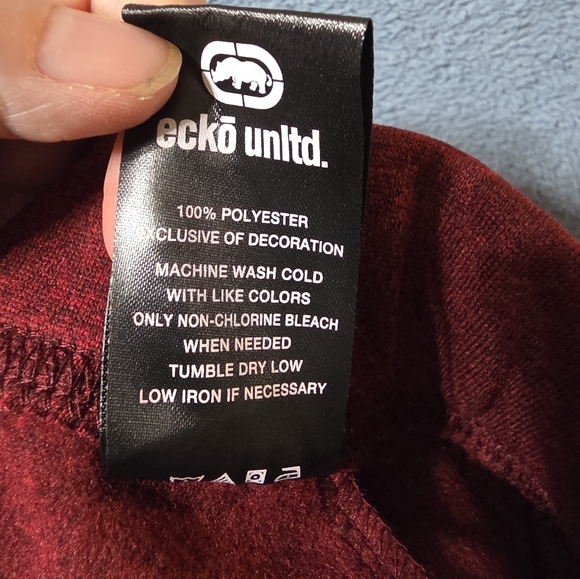 eckō unltd.
100% POLYESTER
XCLUSIVE OF DECORATION
MACHINE WASH COLD
WITH LIKE COLORS
ONLY NON-CHLORINE BLEACH
WHEN NEEDED
TUMBLE DRY LOW
LOW IRON IF NECESSARY